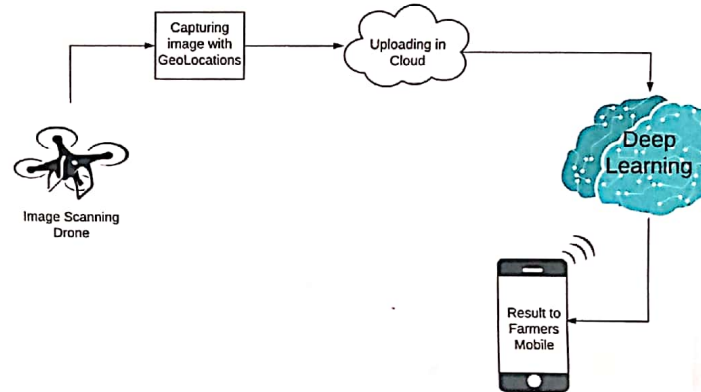 Capturing
image with
GeoLocations
Uploading in
Cloud
Deep
Learning
Image Scanning
Drone
Result to
Farmers
Mobile